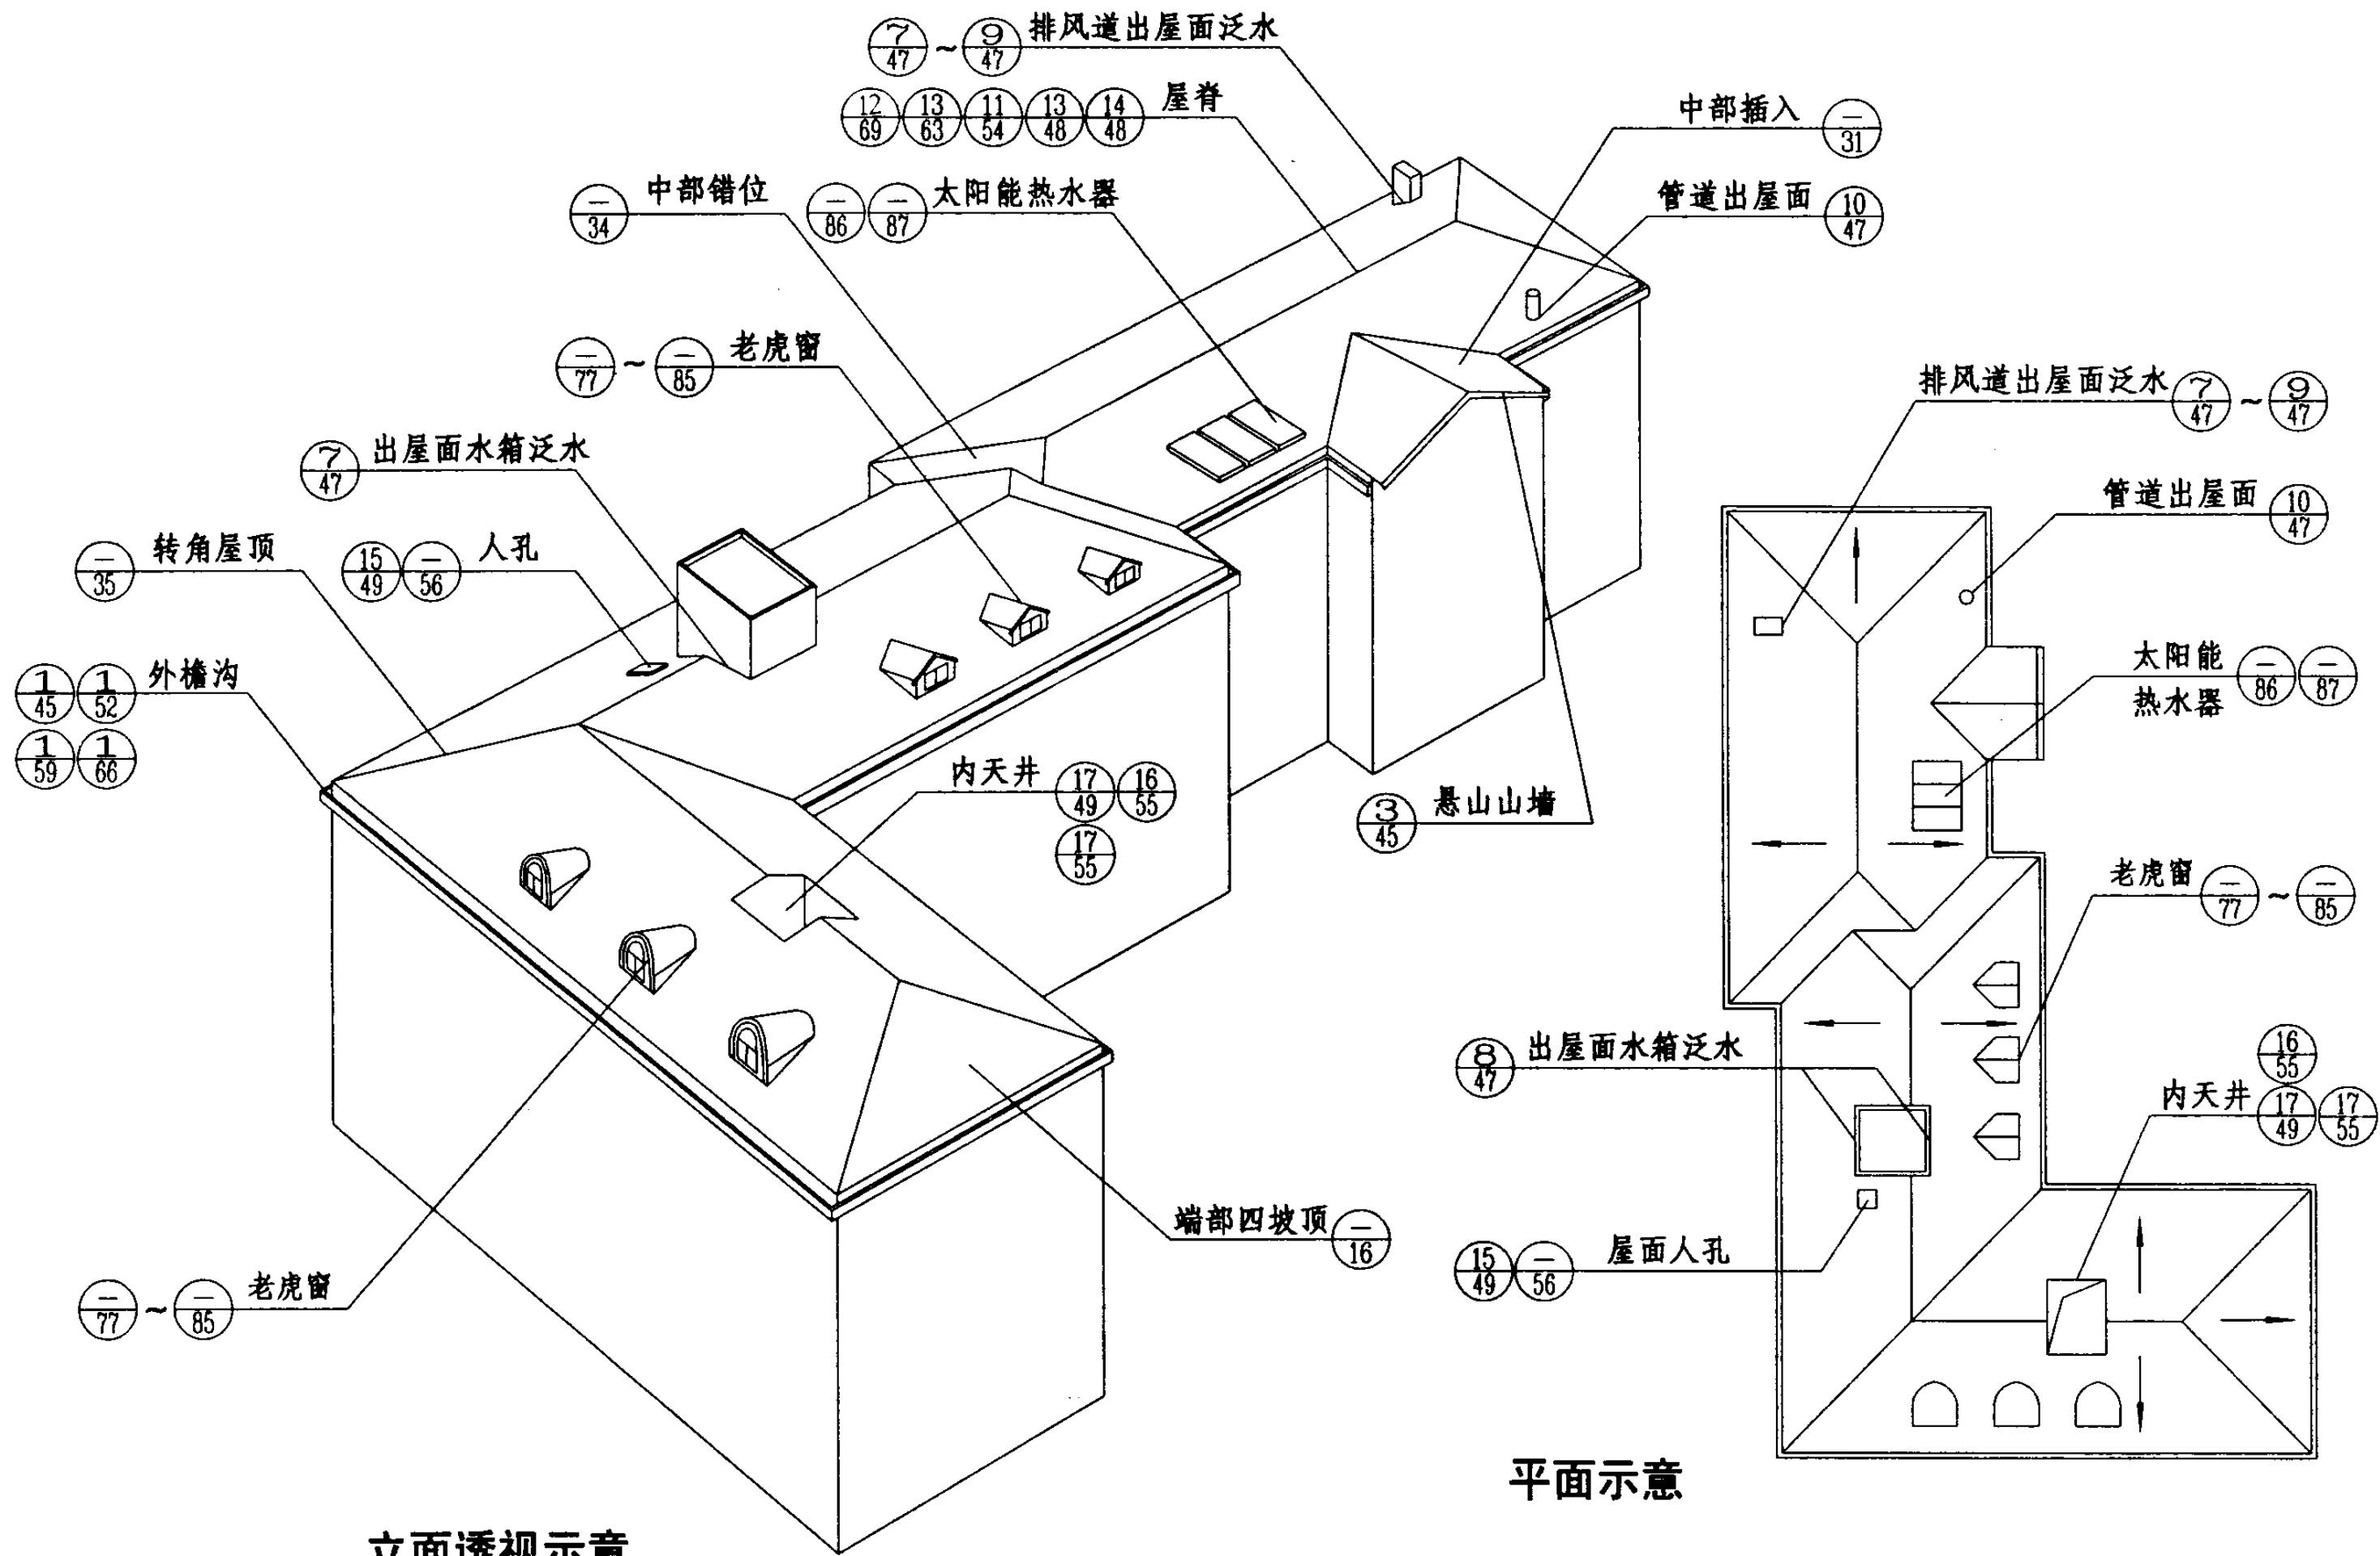 7/47 ~ 9/47 排风道出屋面泛水
12/69 13/63 11/54 13/48 14/48 屋脊
中部插入 —/31
—/34 中部错位
—/86 —/87 太阳能热水器
管道出屋面 10/47
—/77 ~ —/85 老虎窗
排风道出屋面泛水 7/47 ~ 9/47
7/47 出屋面水箱泛水
管道出屋面 10/47
—/35 转角屋顶
15/49 —/56 人孔
1/45 1/52 外檐沟
1/59 1/66
太阳能 —/86 —/87
热水器
内天井 17/49 16/55
17/55
3/45 悬山山墙
老虎窗 —/77 ~ —/85
8/47 出屋面水箱泛水
16/55
内天井 17/49 17/55
端部四坡顶 —/16
15/49 —/56 屋面人孔
—/77 ~ —/85 老虎窗
平面示意
立面透视示意